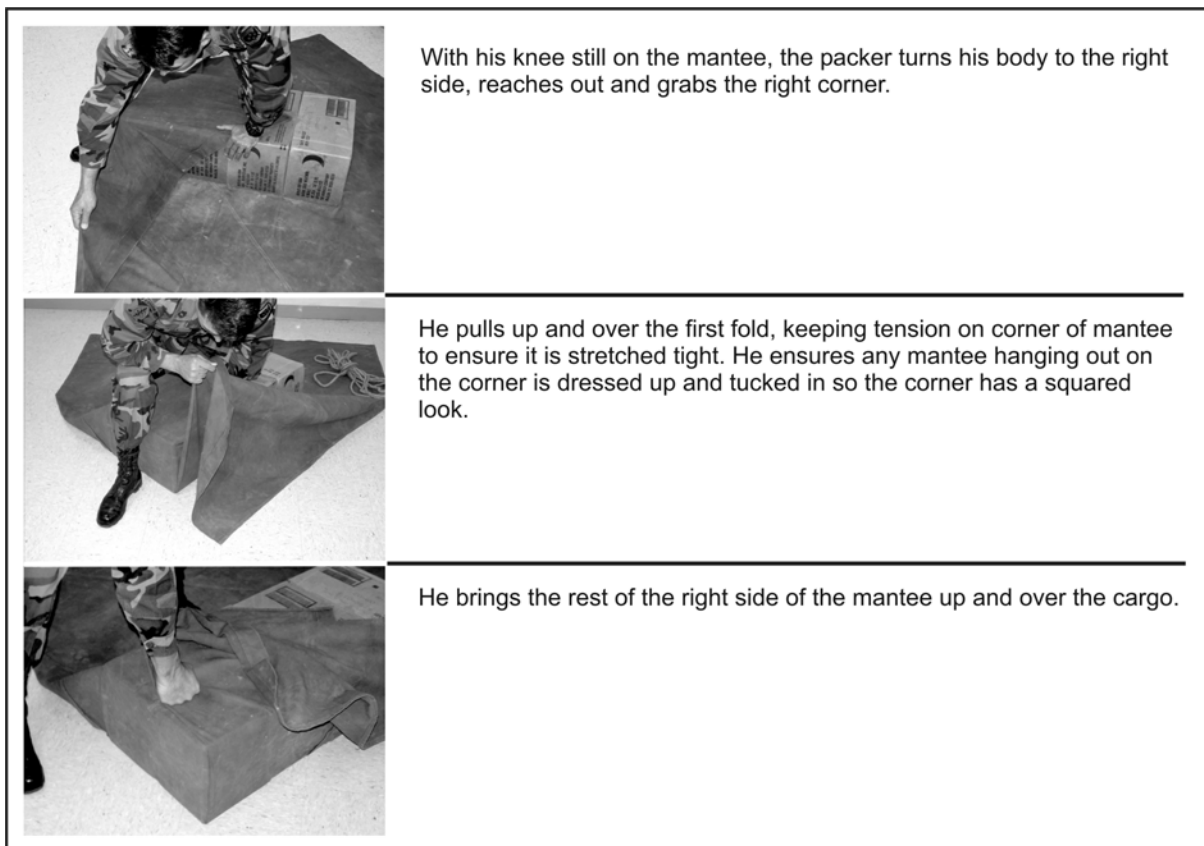 With his knee still on the mantee, the packer turns his body to the right
side, reaches out and grabs the right corner.
He pulls up and over the first fold, keeping tension on corner of mantee
to ensure it is stretched tight. He ensures any mantee hanging out on
the corner is dressed up and tucked in so the corner has a squared
look.
He brings the rest of the right side of the mantee up and over the cargo.